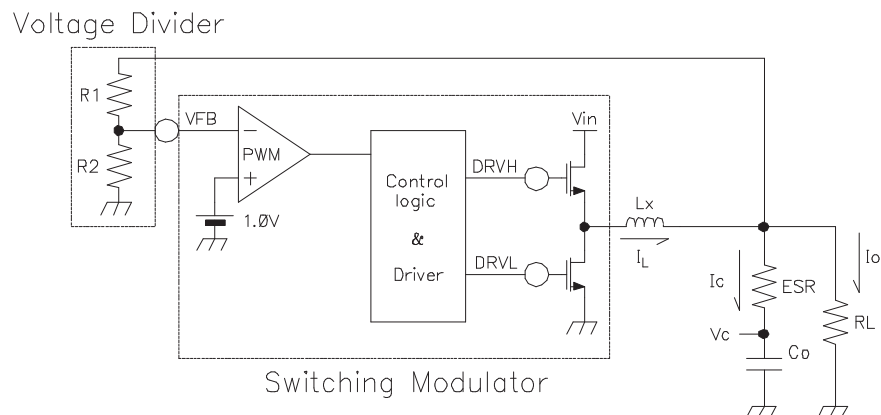 Voltage Divider
R1
VFB
R2
PWM
−
+
1.0V
Control
logic
&
Driver
DRVH
DRVL
Vin
Lx
IL
Ic
ESR
Io
Vc
Co
RL
Switching Modulator